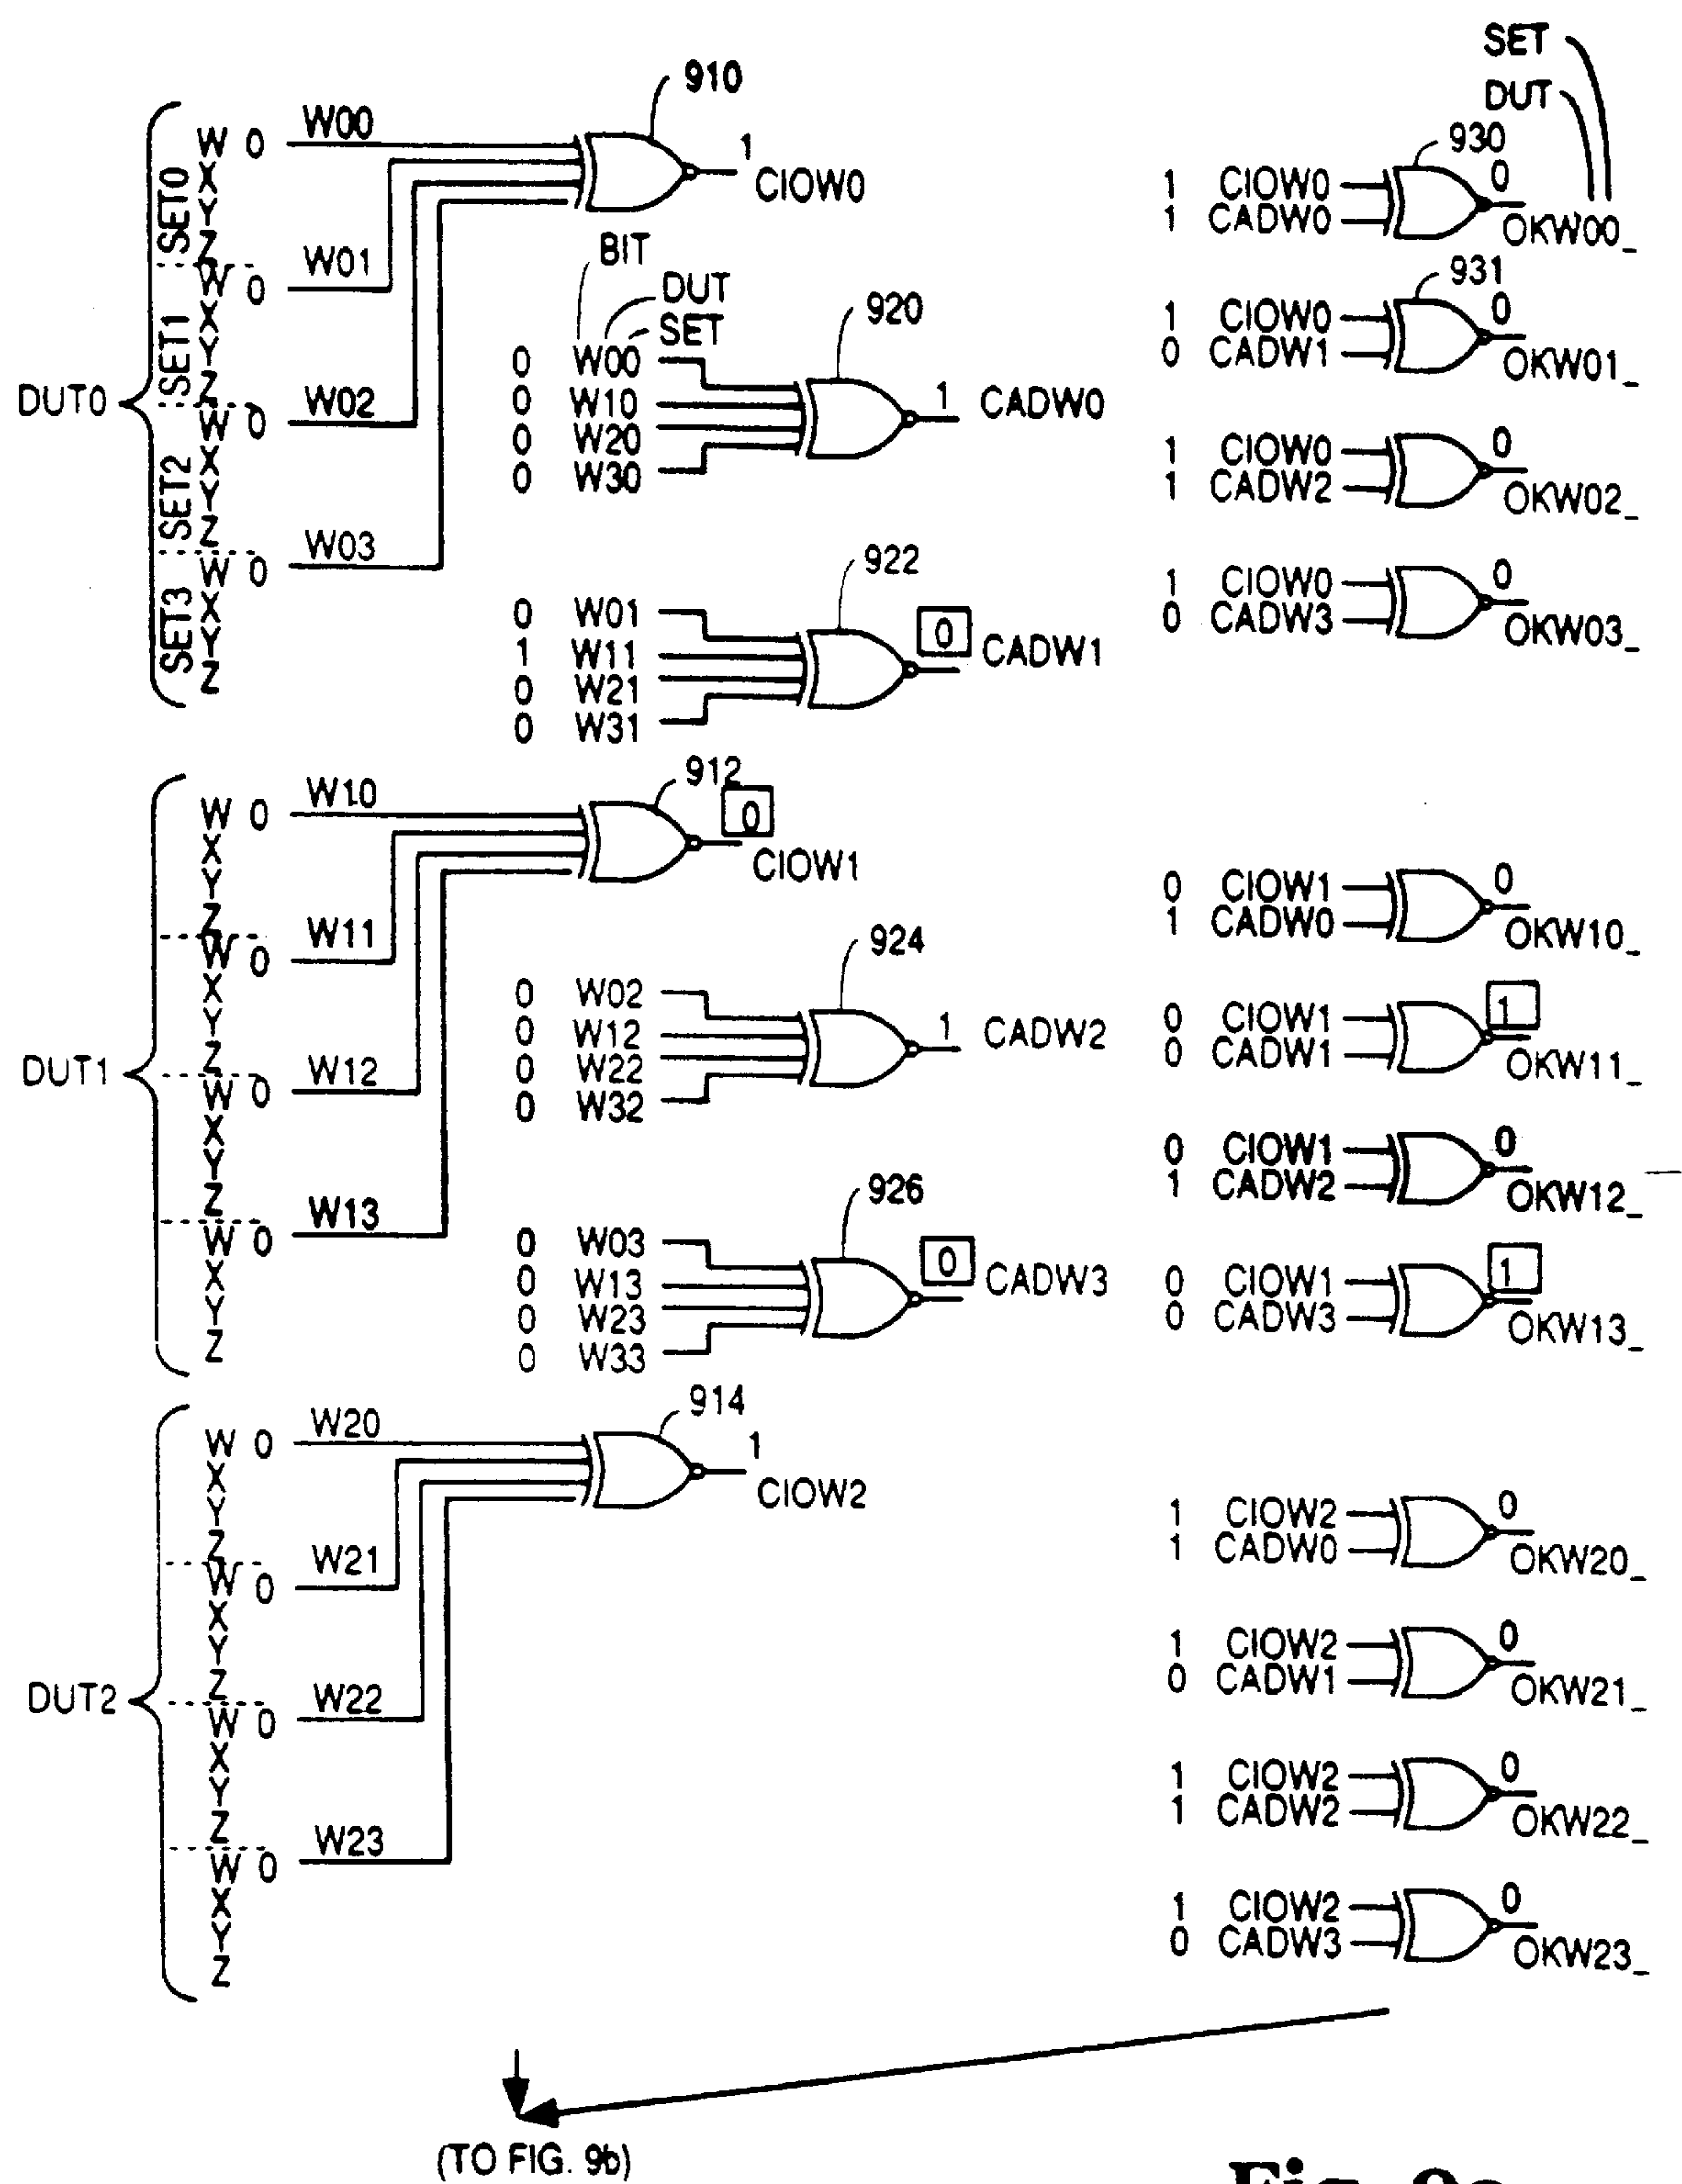 SET
DUT
910
W 0 W00
X
Y
Z
SET0
1
CIOW0
930
1 CIOW0
1 CADW0
0
OKW00_
W 0 W01
X
Y
Z
SET1
BIT
DUT
SET
920
0 W00
0 W10
0 W20
0 W30
1 CADW0
931
1 CIOW0
0 CADW1
0
OKW01_
DUT0
W 0 W02
X
Y
Z
SET2
1 CIOW0
1 CADW2
0
OKW02_
W 0 W03
X
Y
Z
SET3
922
0 W01
1 W11
0 W21
0 W31
0 CADW1
1 CIOW0
0 CADW3
0
OKW03_
W 0 W10
X
Y
Z
912
0
CIOW1
0 CIOW1
1 CADW0
0
OKW10_
W 0 W11
X
Y
Z
924
0 W02
0 W12
0 W22
0 W32
1 CADW2
0 CIOW1
0 CADW1
1
OKW11_
DUT1
W 0 W12
X
Y
Z
0 CIOW1
1 CADW2
0
OKW12_
W 0 W13
X
Y
Z
926
0 W03
0 W13
0 W23
0 W33
0 CADW3
0 CIOW1
0 CADW3
1
OKW13_
W 0 W20
X
Y
Z
914
1
CIOW2
1 CIOW2
1 CADW0
0
OKW20_
W 0 W21
X
Y
Z
1 CIOW2
0 CADW1
0
OKW21_
DUT2
W 0 W22
X
Y
Z
1 CIOW2
1 CADW2
0
OKW22_
W 0 W23
X
Y
Z
1 CIOW2
0 CADW3
0
OKW23_
(TO FIG. 9b)